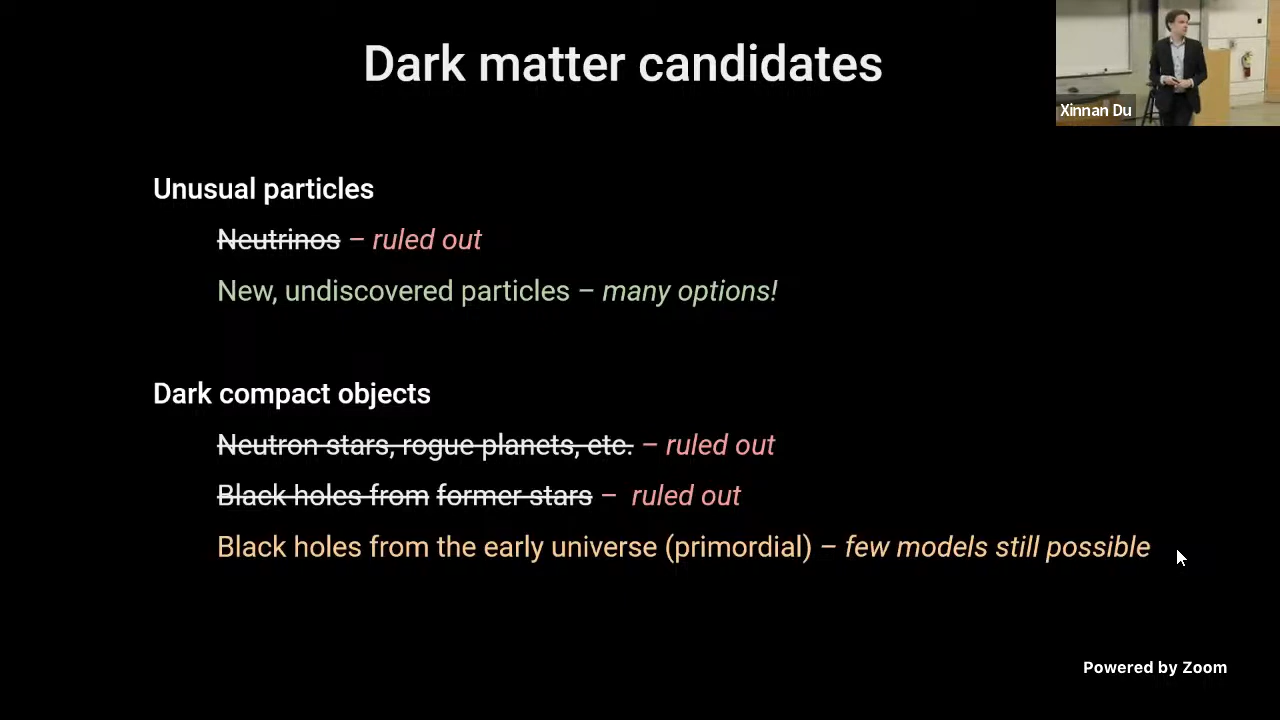 Dark matter candidates
Xinnan Du
Unusual particles
Neutrinos – ruled out
New, undiscovered particles – many options!
Dark compact objects
Neutron stars, rogue planets, etc. – ruled out
Black holes from former stars – ruled out
Black holes from the early universe (primordial) – few models still possible
Powered by Zoom